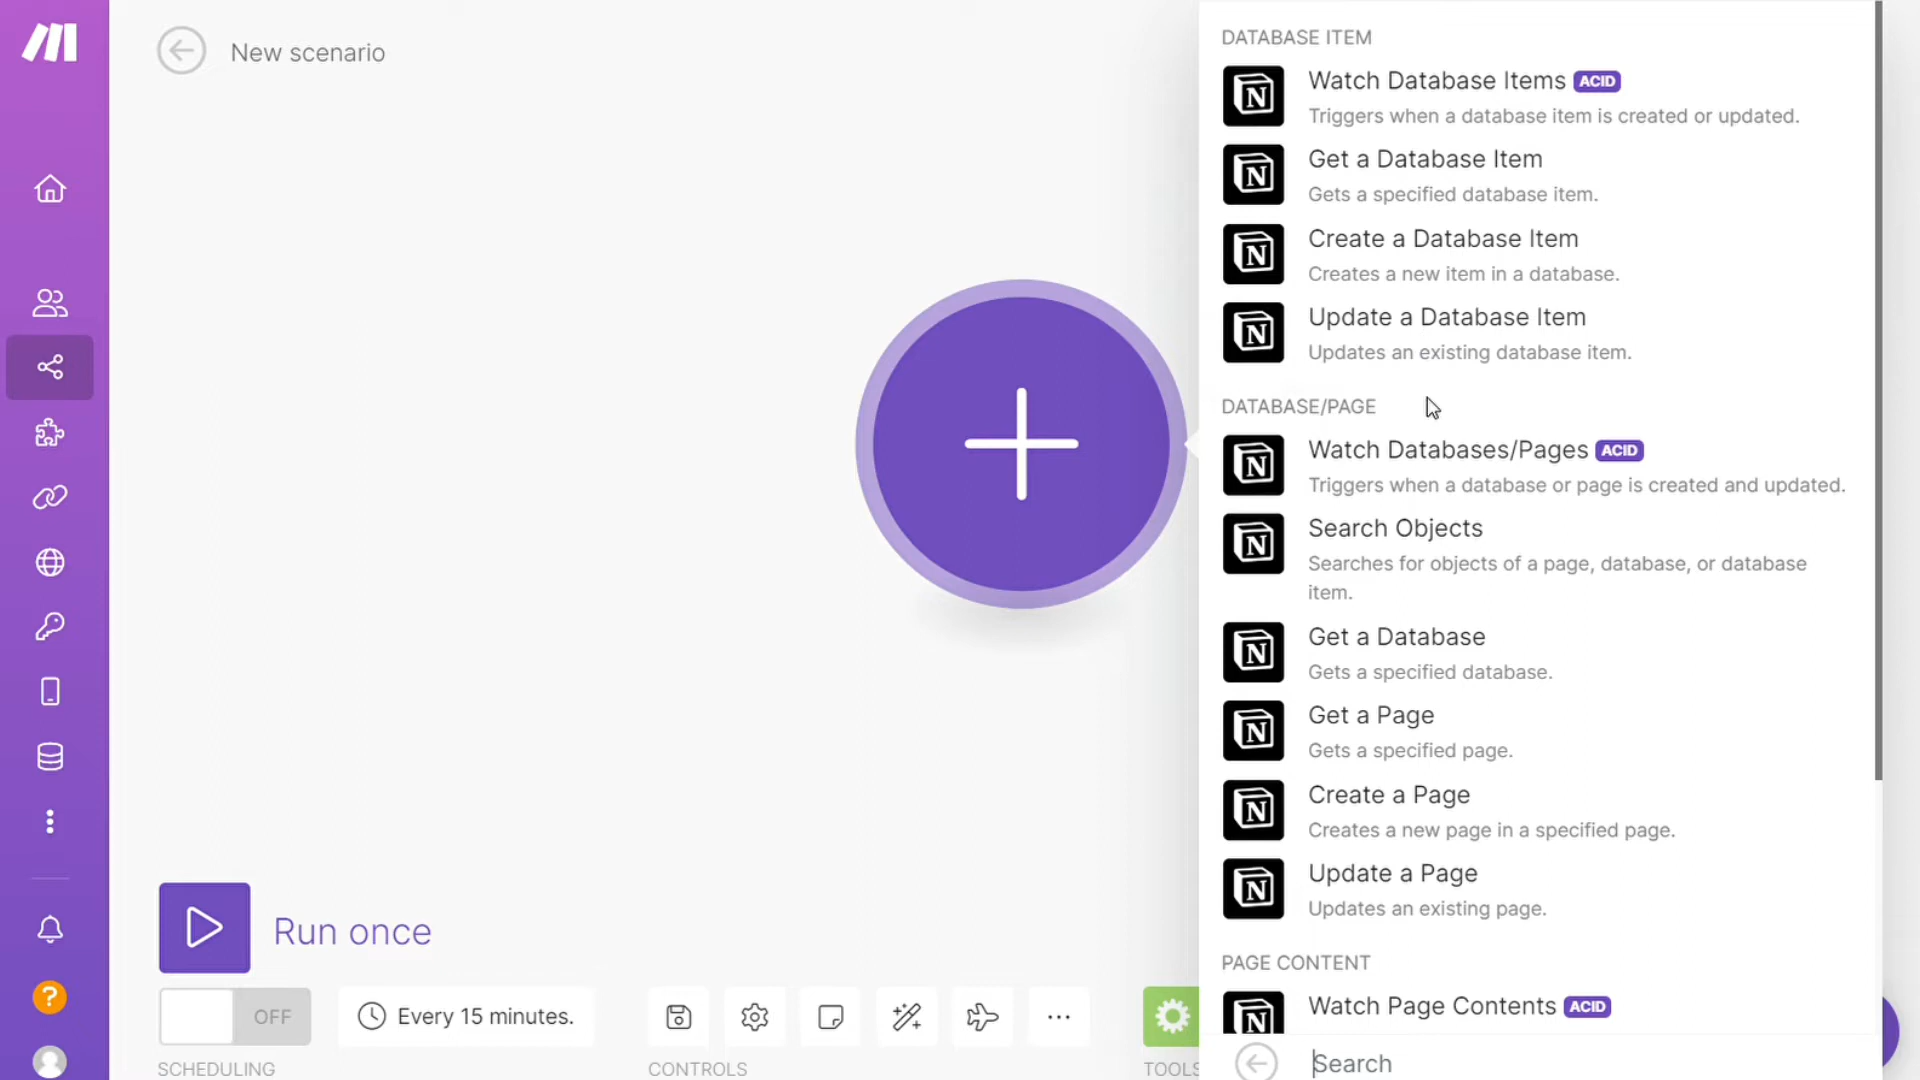 New scenario
DATABASE ITEM
Watch Database Items ACID
Triggers when a database item is created or updated.
Get a Database Item
Gets a specified database item.
Create a Database Item
Creates a new item in a database.
Update a Database Item
Updates an existing database item.
DATABASE/PAGE
Watch Databases/Pages ACID
Triggers when a database or page is created and updated.
Search Objects
Searches for objects of a page, database, or database
item.
Get a Database
Gets a specified database.
Get a Page
Gets a specified page.
Create a Page
Creates a new page in a specified page.
Update a Page
Updates an existing page.
PAGE CONTENT
Watch Page Contents ACID
Search
Run once
OFF
Every 15 minutes.
SCHEDULING
CONTROLS
TOOLS